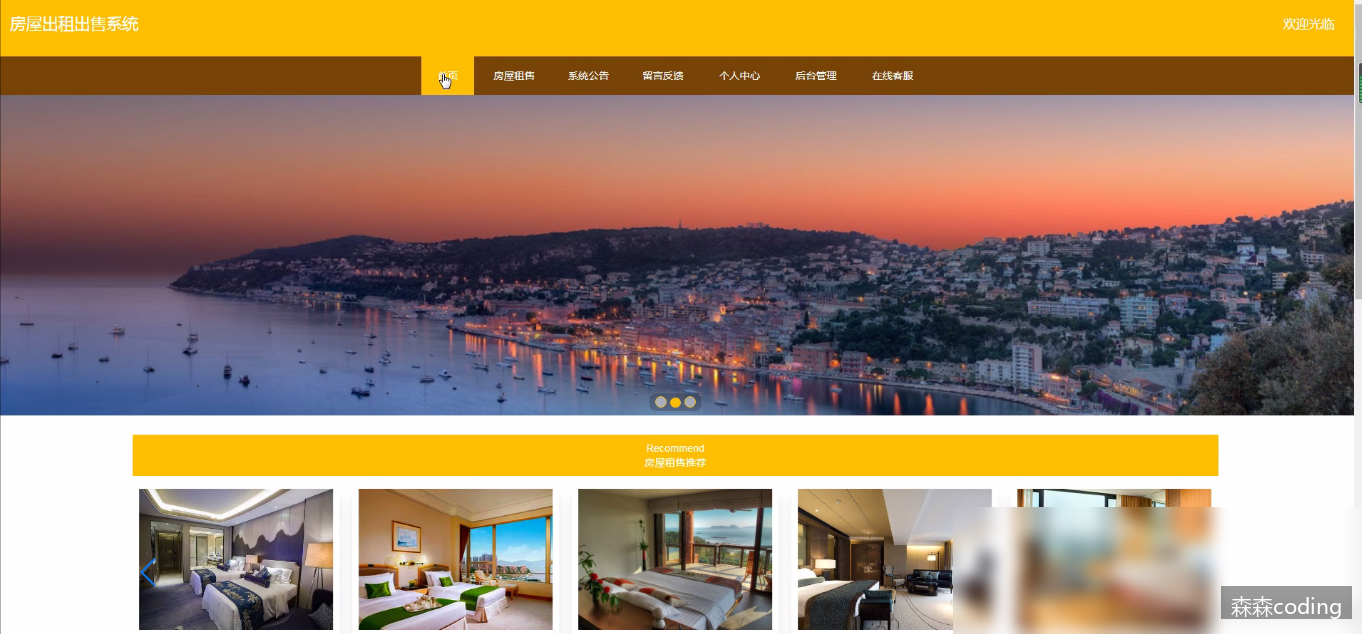 房屋出租出售系统
欢迎光临
房屋租售 系统公告 留言反馈 个人中心 后台管理 在线客服
Recommend
房屋租售推荐
森森coding